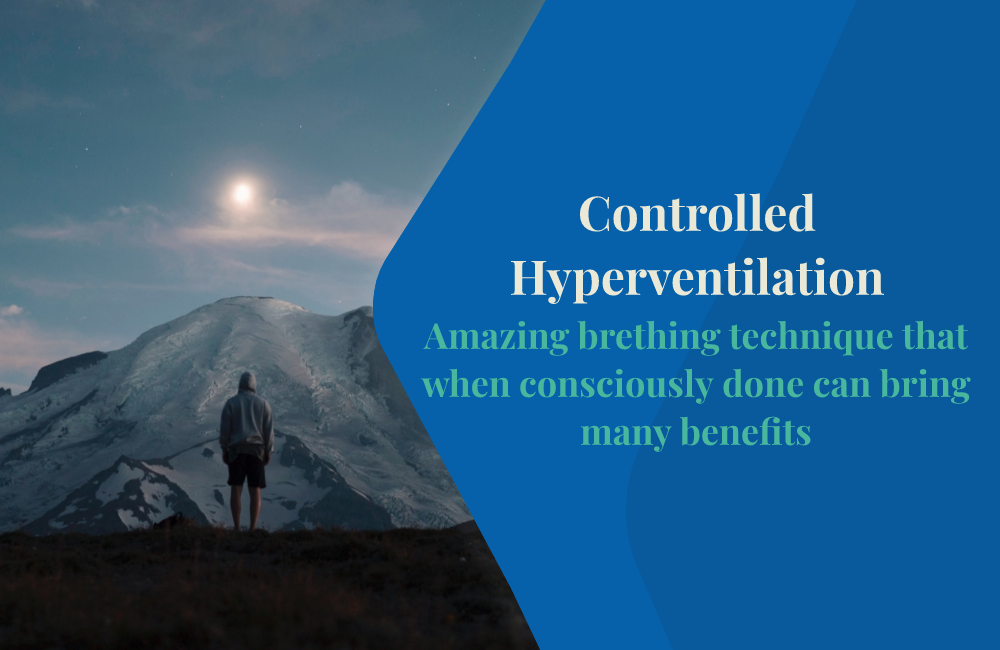 Controlled
Hyperventilation
Amazing brething technique that
when consciously done can bring
many benefits